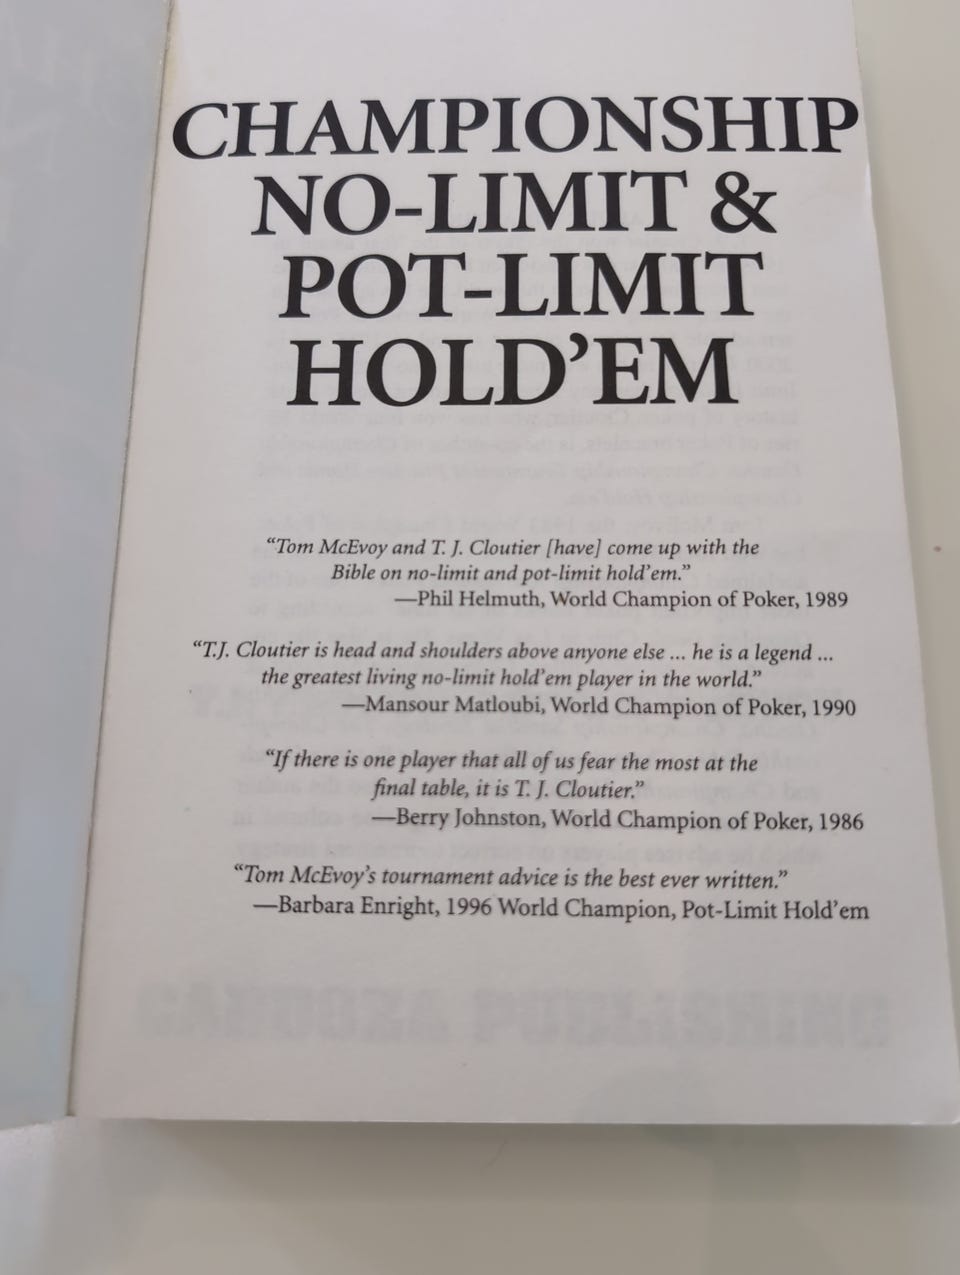 CHAMPIONSHIP
NO-LIMIT &
POT-LIMIT
HOLD’EM
“Tom McEvoy and T. J. Cloutier [have] come up with the
Bible on no-limit and pot-limit hold’em.”
—Phil Helmuth, World Champion of Poker, 1989
“T.J. Cloutier is head and shoulders above anyone else ... he is a legend ...
the greatest living no-limit hold’em player in the world.”
—Mansour Matloubi, World Champion of Poker, 1990
“If there is one player that all of us fear the most at the
final table, it is T. J. Cloutier.”
—Berry Johnston, World Champion of Poker, 1986
“Tom McEvoy’s tournament advice is the best ever written.”
—Barbara Enright, 1996 World Champion, Pot-Limit Hold’em
CARDOZA PUBLISHING